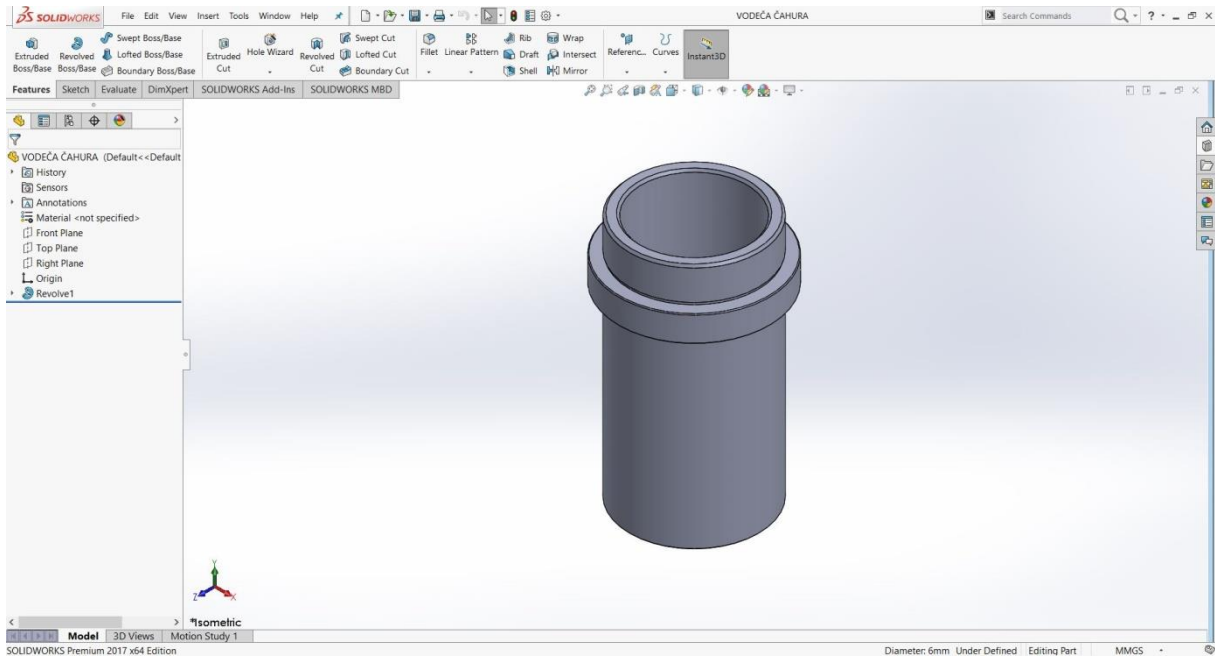 SOLIDWORKS File Edit View Insert Tools Window Help VODEČA ČAHURA Search Commands ?
Extruded Boss/Base
Revolved Boss/Base
Swept Boss/Base
Lofted Boss/Base
Boundary Boss/Base
Extruded Cut
Hole Wizard
Revolved Cut
Swept Cut
Lofted Cut
Boundary Cut
Fillet
Linear Pattern
Rib
Draft
Shell
Wrap
Intersect
Mirror
Referenc...
Curves
Instant3D
Features Sketch Evaluate DimXpert SOLIDWORKS Add-Ins SOLIDWORKS MBD
VODEČA ČAHURA (Default<<Default
History
Sensors
Annotations
Material <not specified>
Front Plane
Top Plane
Right Plane
Origin
Revolve1
Y
Z X
*Isometric
Model 3D Views Motion Study 1
SOLIDWORKS Premium 2017 x64 Edition Diameter: 6mm Under Defined Editing Part MMGS